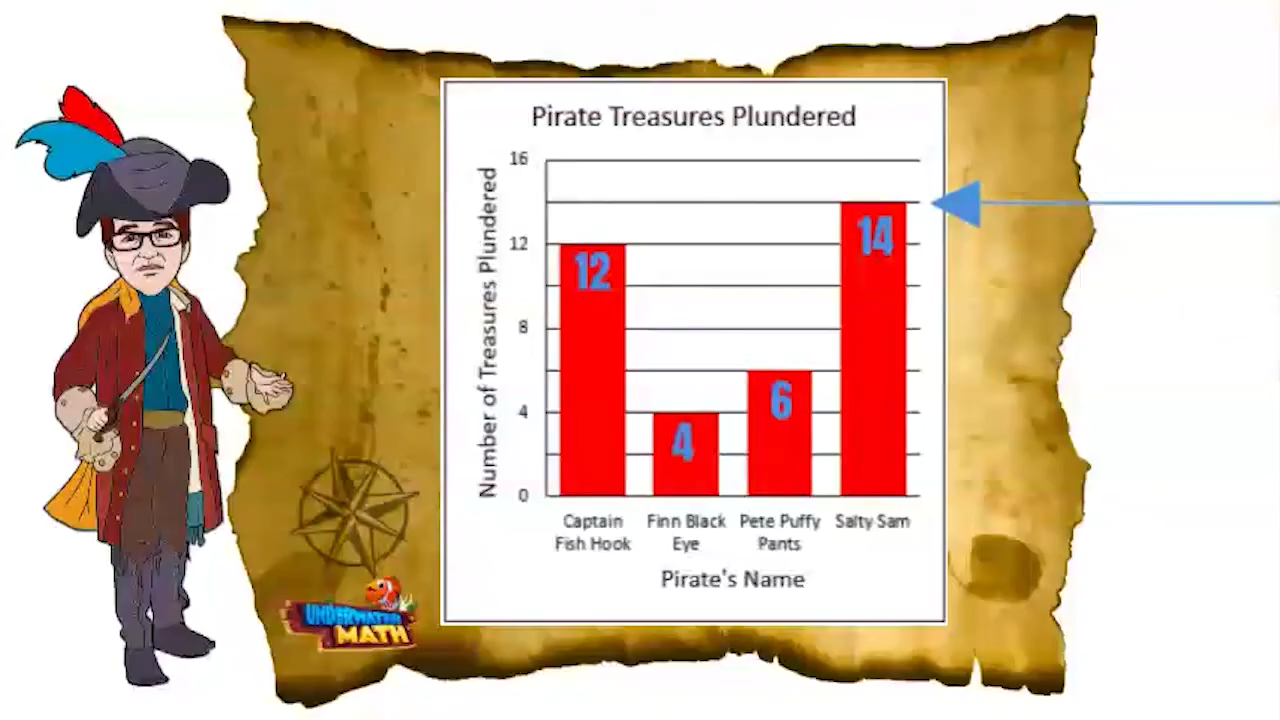 Pirate Treasures Plundered
Number of Treasures Plundered
16
12
8
4
0
12
4
6
14
Captain Fish Hook
Finn Black Eye
Pete Puffy Pants
Salty Sam
Pirate's Name
UNDERWATER
MATH